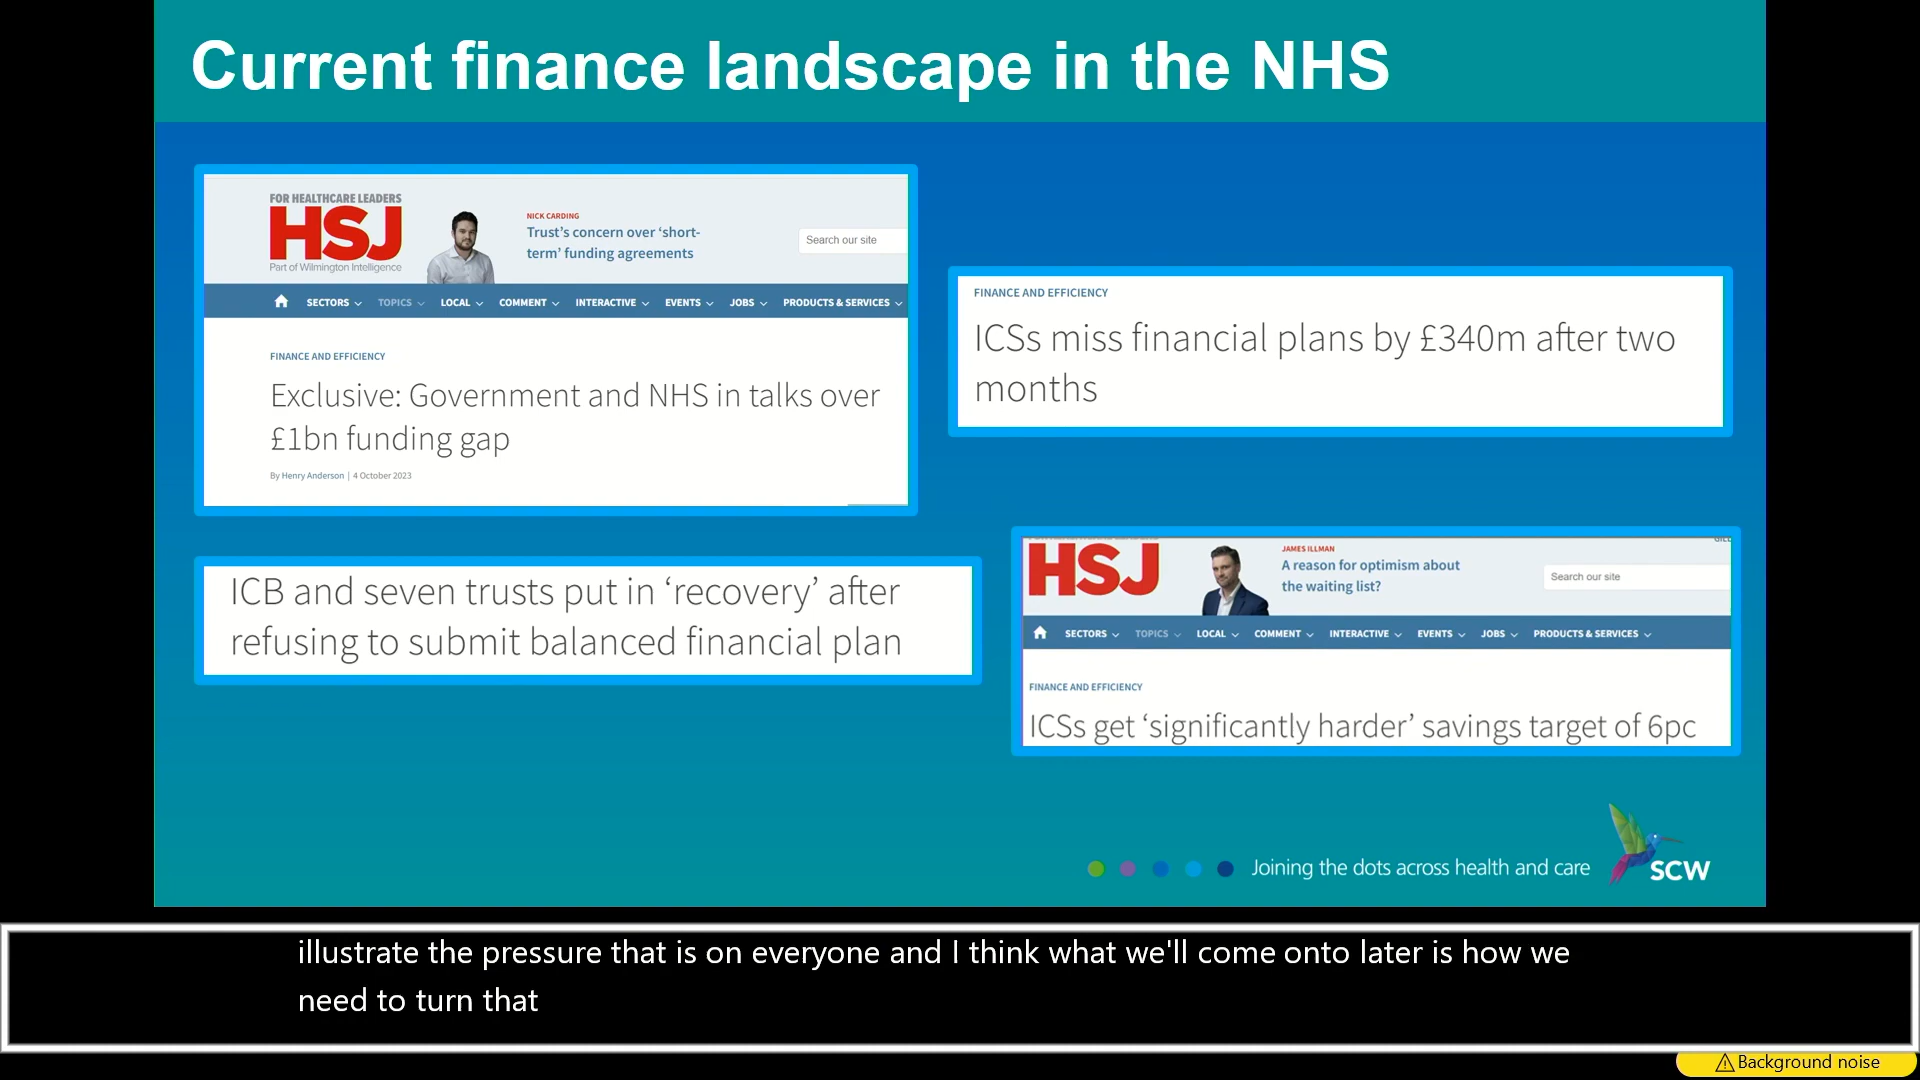 Current finance landscape in the NHS
FOR HEALTHCARE LEADERS
HSJ
Part of Wilmington Intelligence
NICK CARDING
Trust's concern over ‘short-
term’ funding agreements
Search our site
SECTORS TOPICS LOCAL COMMENT INTERACTIVE EVENTS JOBS PRODUCTS & SERVICES
FINANCE AND EFFICIENCY
Exclusive: Government and NHS in talks over
£1bn funding gap
By Henry Anderson | 4 October 2023
FINANCE AND EFFICIENCY
ICSs miss financial plans by £340m after two
months
ICB and seven trusts put in ‘recovery’ after
refusing to submit balanced financial plan
HSJ
JAMES ILLMAN
A reason for optimism about
the waiting list?
Search our site
SECTORS TOPICS LOCAL COMMENT INTERACTIVE EVENTS JOBS PRODUCTS & SERVICES
FINANCE AND EFFICIENCY
ICSs get ‘significantly harder’ savings target of 6pc
Joining the dots across health and care
SCW
illustrate the pressure that is on everyone and I think what we'll come onto later is how we
need to turn that
Background noise